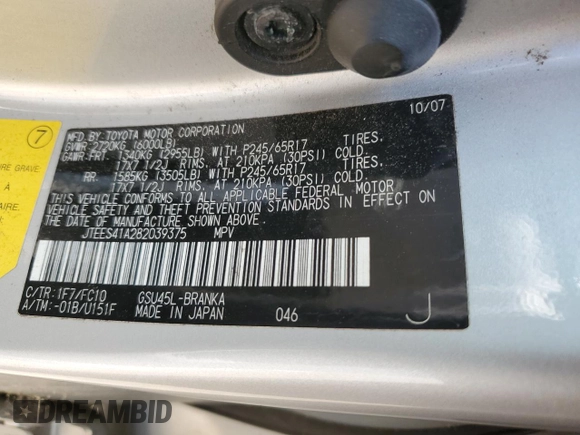 10/07
MFD BY: TOYOTA MOTOR CORPORATION
GVWR 2720KG (6000LB)
GAWR FRT. 1340KG (2955LB) WITH P245/65R17 TIRES,
17X7 1/2J RIMS, AT 210KPA (30PSI) COLD.
RR. 1585KG (3505LB) WITH P245/65R17 TIRES,
17X7 1/2J RIMS, AT 210KPA (30PSI) COLD.
THIS VEHICLE CONFORMS TO ALL APPLICABLE FEDERAL MOTOR
VEHICLE SAFETY AND THEFT PREVENTION STANDARDS IN EFFECT ON
THE DATE OF MANUFACTURE SHOWN ABOVE.
JTEES41A282039375 MPV
C/TR:1F7/FC10 GSU45L-BRANKA
A/TM:-01B/U151F MADE IN JAPAN 046 J
7
URE GRAVE
A
AIRE.
DREAMBID